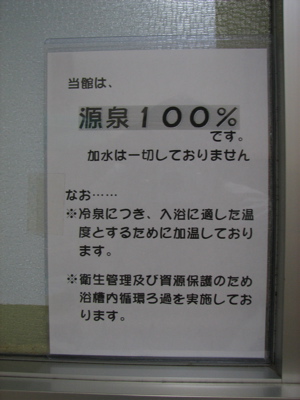 当館は、
源泉１００％
です。
加水は一切しておりません
なお……
※冷泉につき、入浴に適した温
度とするために加温しており
ます。
※衛生管理及び資源保護のため
浴槽内循環ろ過を実施してお
ります。